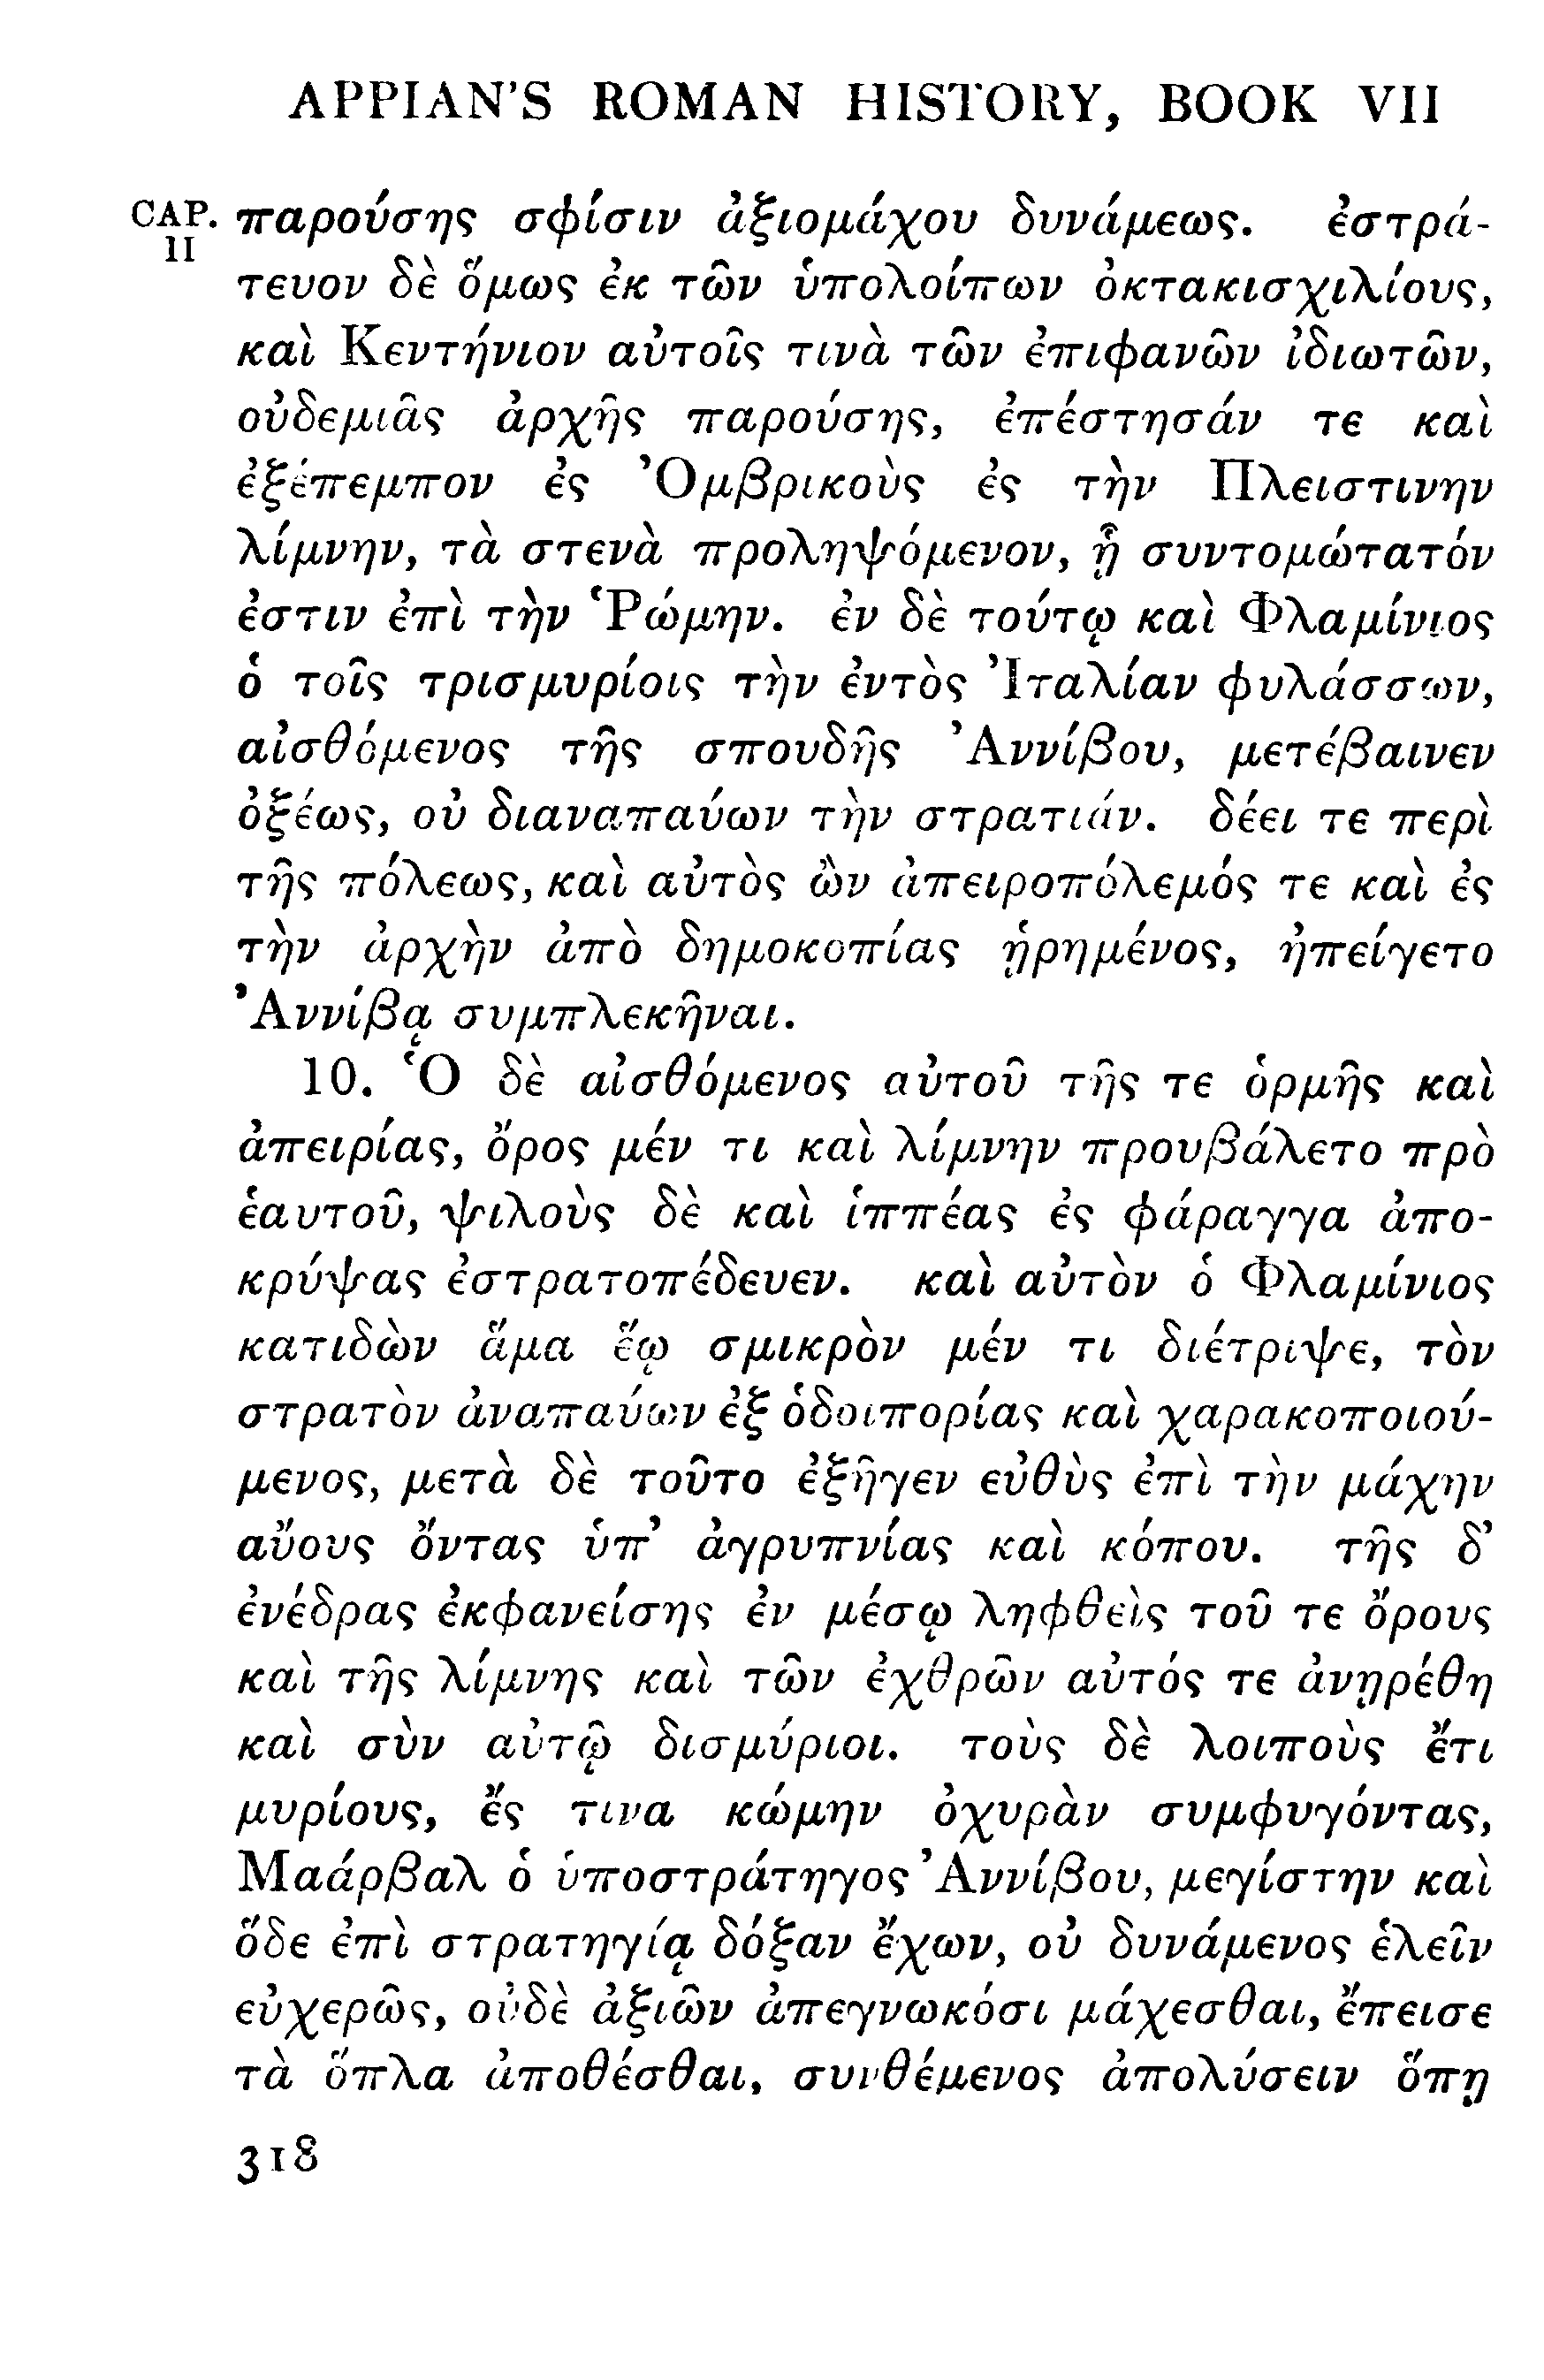 APPIAN'S ROMAN HISTORY, BOOK VII
CAP. II
παρούσης σφίσιν ἀξιομάχου δυνάμεως. ἐστρά-
τευον δὲ ὅμως ἐκ τῶν ὑπολοίπων ὀκτακισχιλίους,
καὶ Κεντήνιον αὐτοῖς τινὰ τῶν ἐπιφανῶν ἰδιωτῶν,
οὐδεμιᾶς ἀρχῆς παρούσης, ἐπέστησάν τε καὶ
ἐξέπεμπον ἐς Ὀμβρικοὺς ἐς τὴν Πλειστινην
λίμνην, τὰ στενὰ προληψόμενον, ᾗ συντομώτατόν
ἐστιν ἐπὶ τὴν Ῥώμην. ἐν δὲ τούτῳ καὶ Φλαμίνιος
ὁ τοῖς τρισμυρίοις τὴν ἐντὸς Ἰταλίαν φυλάσσων,
αἰσθόμενος τῆς σπουδῆς Ἀννίβου, μετέβαινεν
ὀξέως, οὐ διαναπαύων τὴν στρατιάν. δέει τε περὶ
τῆς πόλεως, καὶ αὐτὸς ὢν ἀπειροπόλεμός τε καὶ ἐς
τὴν ἀρχὴν ἀπὸ δημοκοπίας ᾑρημένος, ἠπείγετο
Ἀννίβᾳ συμπλεκῆναι.
10. Ὁ δὲ αἰσθόμενος αὐτοῦ τῆς τε ὁρμῆς καὶ
ἀπειρίας, ὄρος μέν τι καὶ λίμνην προυβάλετο πρὸ
ἑαυτοῦ, ψιλοὺς δὲ καὶ ἱππέας ἐς φάραγγα ἀπο-
κρύψας ἐστρατοπέδευεν. καὶ αὐτὸν ὁ Φλαμίνιος
κατιδὼν ἅμα ἕῳ σμικρὸν μέν τι διέτριψε, τὸν
στρατὸν ἀναπαύων ἐξ ὁδοιπορίας καὶ χαρακοποιού-
μενος, μετὰ δὲ τοῦτο ἐξῆγεν εὐθὺς ἐπὶ τὴν μάχην
αὔους ὄντας ὑπ' ἀγρυπνίας καὶ κόπου. τῆς δ'
ἐνέδρας ἐκφανείσης ἐν μέσῳ ληφθεὶς τοῦ τε ὄρους
καὶ τῆς λίμνης καὶ τῶν ἐχθρῶν αὐτός τε ἀνῃρέθη
καὶ σὺν αὐτῷ δισμύριοι. τοὺς δὲ λοιποὺς ἔτι
μυρίους, ἔς τινα κώμην ὀχυρὰν συμφυγόντας,
Μαάρβαλ ὁ ὑποστράτηγος Ἀννίβου, μεγίστην καὶ
ὅδε ἐπὶ στρατηγίᾳ δόξαν ἔχων, οὐ δυνάμενος ἑλεῖν
εὐχερῶς, οὐδὲ ἀξιῶν ἀπεγνωκόσι μάχεσθαι, ἔπεισε
τὰ ὅπλα ἀποθέσθαι, συνθέμενος ἀπολύσειν ὅπῃ
318